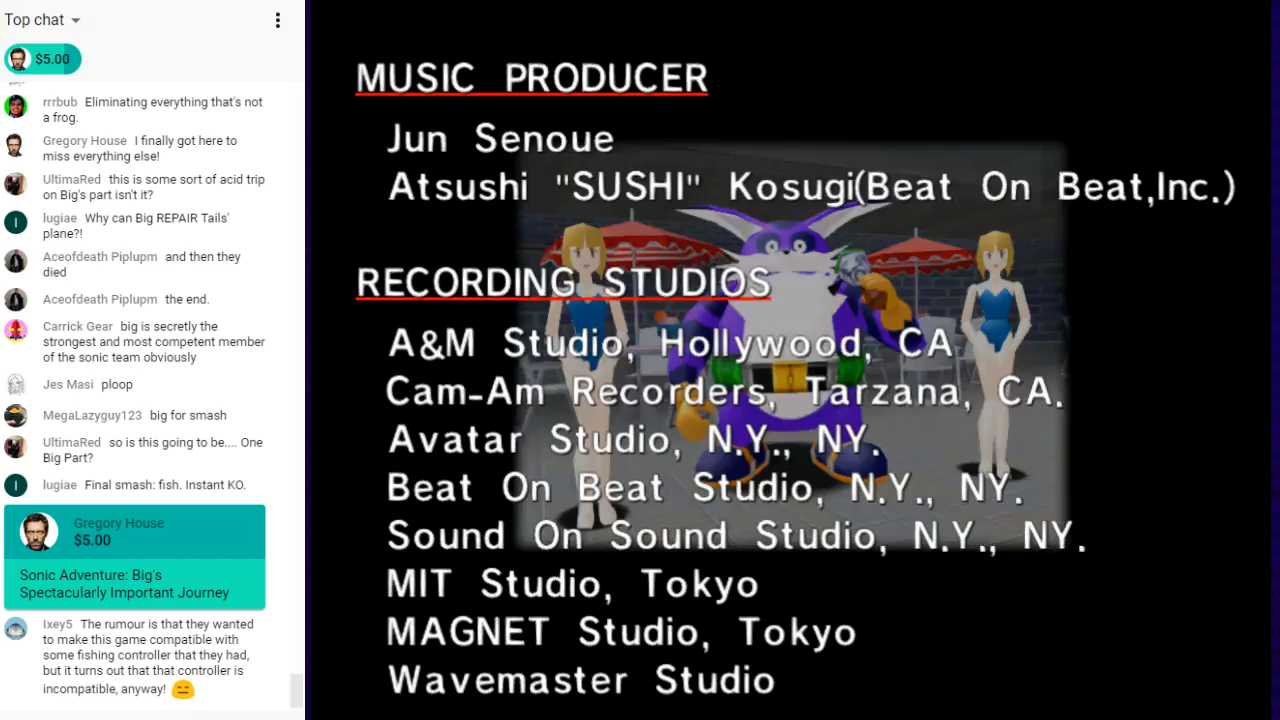 Top chat
$5.00
rrrbub Eliminating everything that's not
a frog.
Gregory House I finally got here to
miss everything else!
UltimaRed this is some sort of acid trip
on Big's part isn't it?
lugiae Why can Big REPAIR Tails'
plane?!
Aceofdeath Piplupm and then they
died
Aceofdeath Piplupm the end.
Carrick Gear big is secretly the
strongest and most competent member
of the sonic team obviously
Jes Masi ploop
MegaLazyguy123 big for smash
UltimaRed so is this going to be.... One
Big Part?
I lugiae Final smash: fish. Instant KO.
Gregory House
$5.00
Sonic Adventure: Big's
Spectacularly Important Journey
Ixey5 The rumour is that they wanted
to make this game compatible with
some fishing controller that they had,
but it turns out that that controller is
incompatible, anyway!
MUSIC PRODUCER
Jun Senoue
Atsushi "SUSHI" Kosugi(Beat On Beat,Inc.)
RECORDING STUDIOS
A&M Studio, Hollywood, CA
Cam-Am Recorders, Tarzana, CA.
Avatar Studio, N.Y., NY.
Beat On Beat Studio, N.Y., NY.
Sound On Sound Studio, N.Y., NY.
MIT Studio, Tokyo
MAGNET Studio, Tokyo
Wavemaster Studio